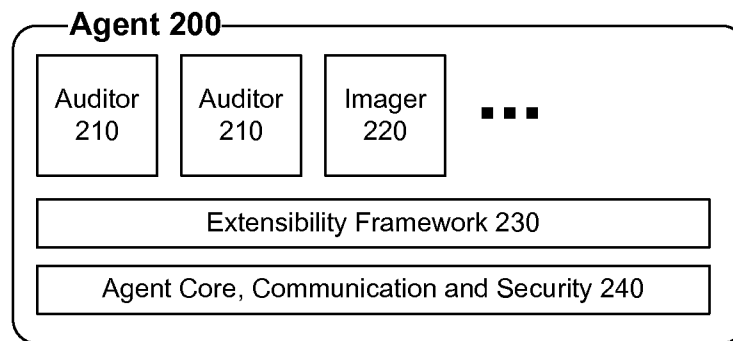 Agent 200
Auditor
210
Auditor
210
Imager
220
Extensibility Framework 230
Agent Core, Communication and Security 240